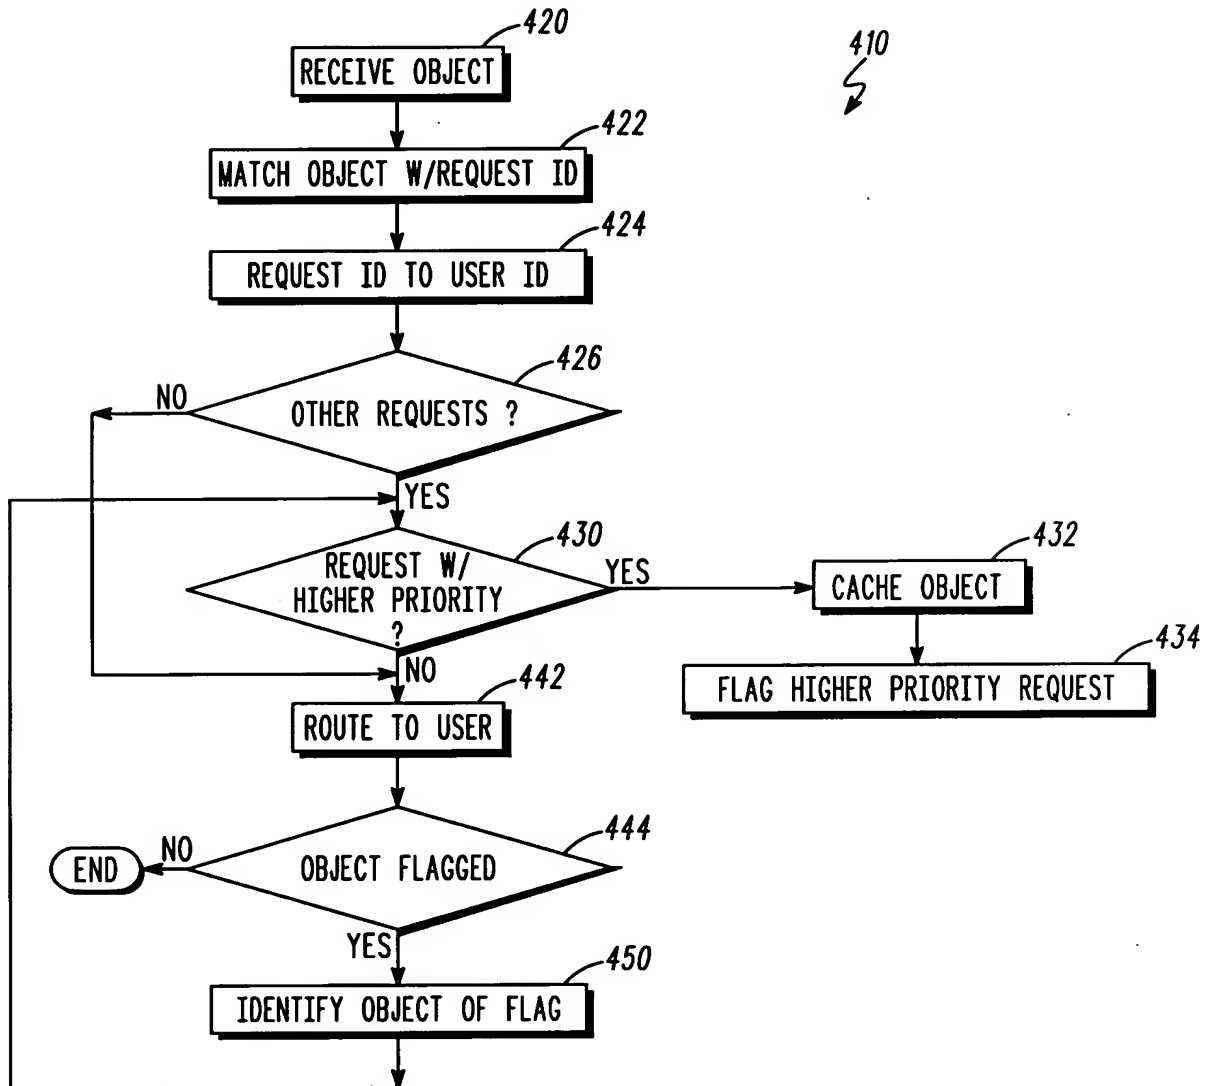 420
RECEIVE OBJECT
410
422
MATCH OBJECT W/REQUEST ID
424
REQUEST ID TO USER ID
426
NO
OTHER REQUESTS ?
YES
430
REQUEST W/
HIGHER PRIORITY
?
YES
432
CACHE OBJECT
434
FLAG HIGHER PRIORITY REQUEST
NO
442
ROUTE TO USER
444
NO
END
OBJECT FLAGGED
YES
450
IDENTIFY OBJECT OF FLAG